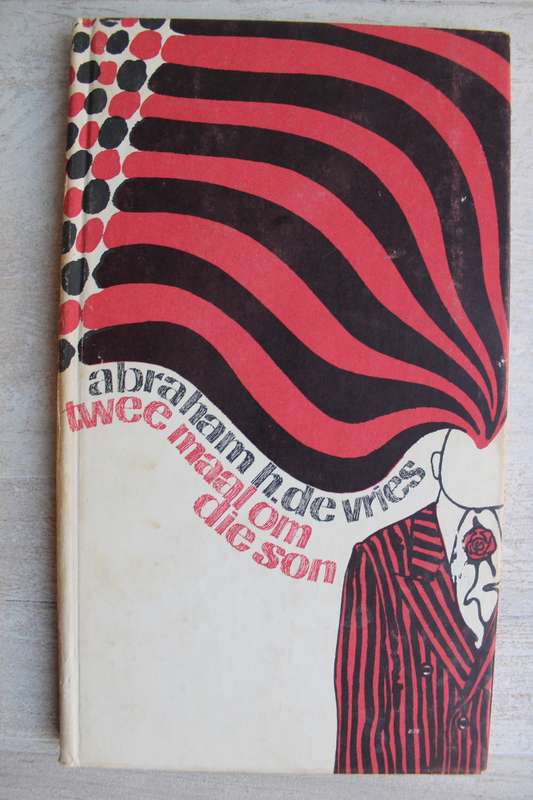 abraham h. de vries
twee maal om
die son